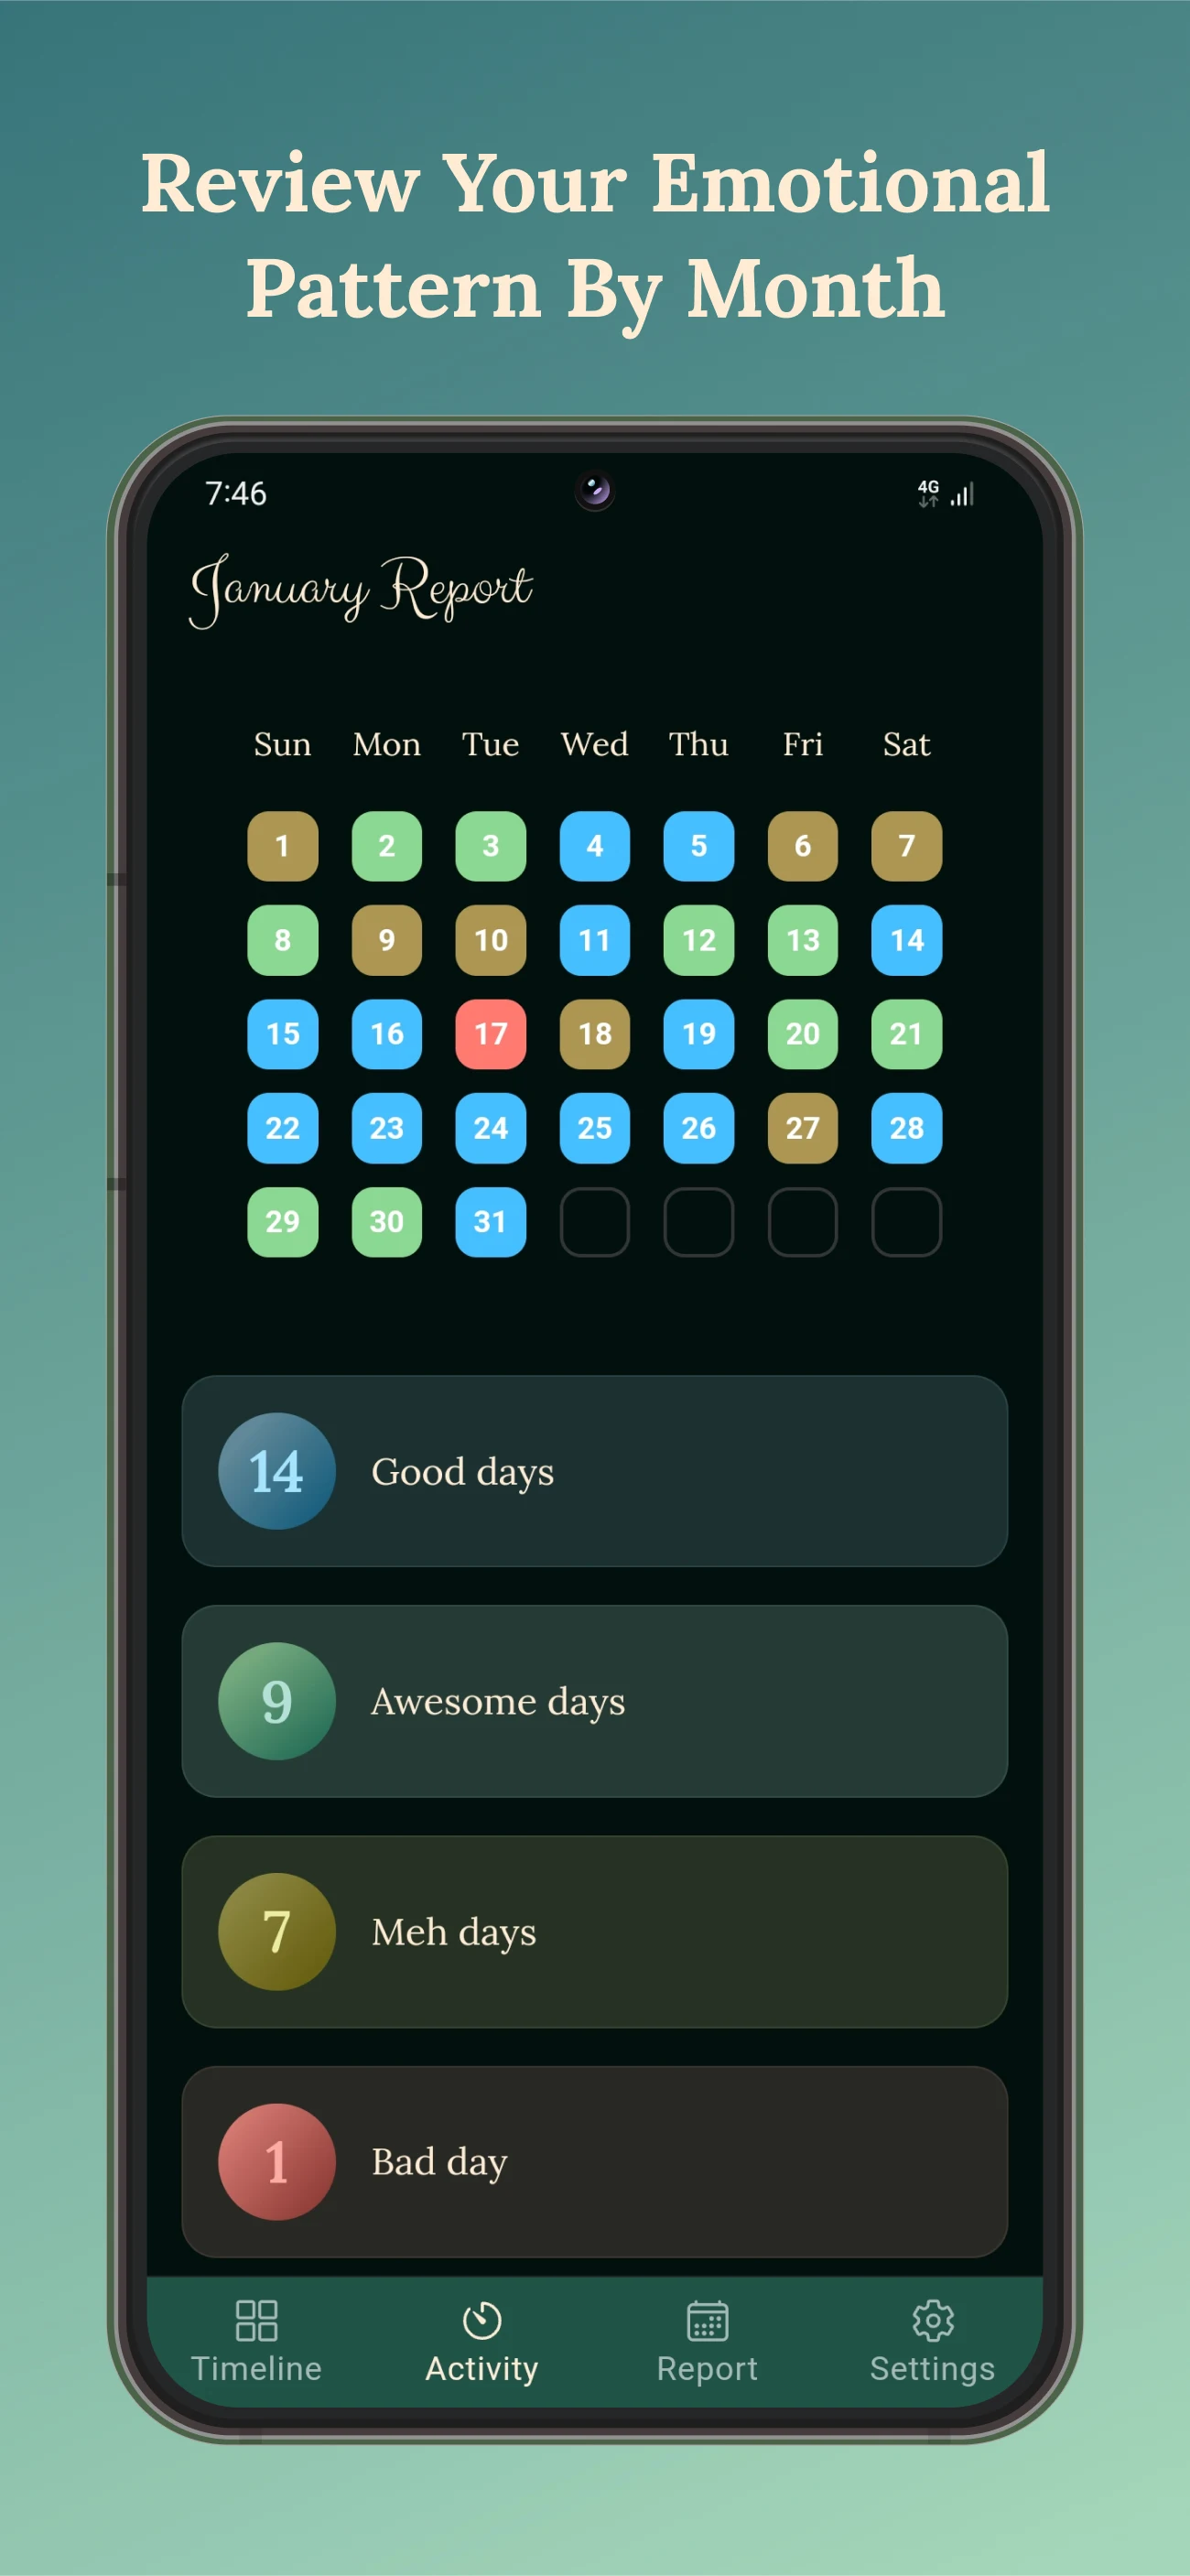 Review Your Emotional
Pattern By Month
7:46
4G
January Report
Sun Mon Tue Wed Thu Fri Sat
1 2 3 4 5 6 7
8 9 10 11 12 13 14
15 16 17 18 19 20 21
22 23 24 25 26 27 28
29 30 31
14 Good days
9 Awesome days
7 Meh days
1 Bad day
Timeline Activity Report Settings